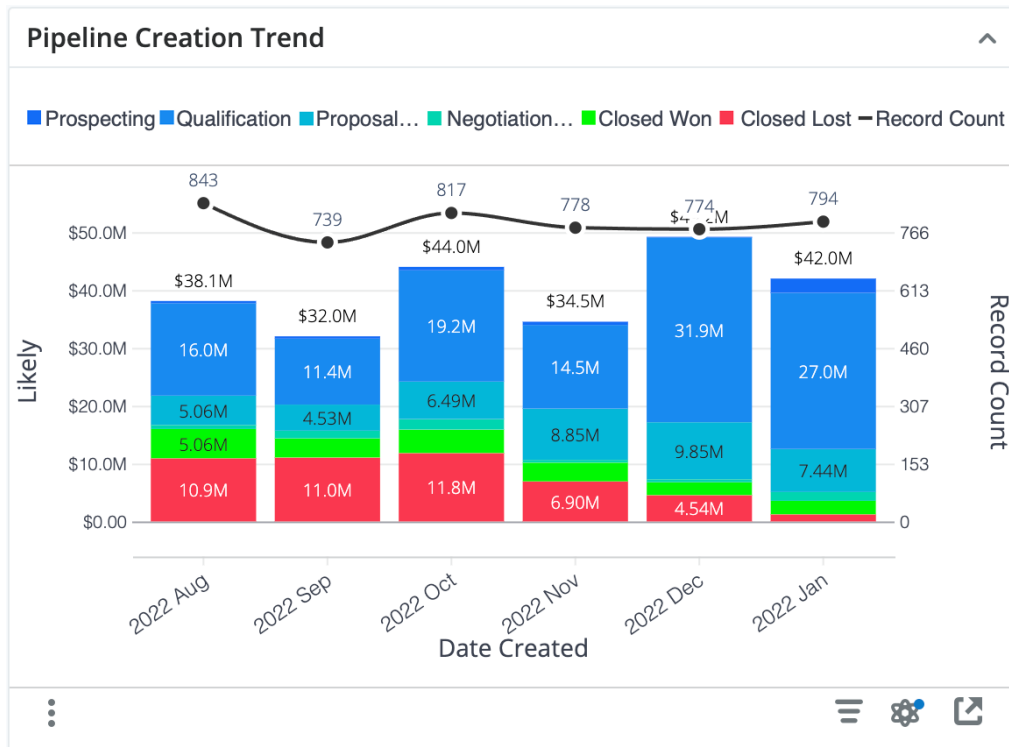 Pipeline Creation Trend
Prospecting Qualification Proposal... Negotiation... Closed Won Closed Lost Record Count
843
739
817
778
774
794
$50.0M
$40.0M
$30.0M
$20.0M
$10.0M
$0.00
Likely
766
613
460
307
153
0
Record Count
$38.1M
16.0M
5.06M
5.06M
10.9M
$32.0M
11.4M
4.53M
11.0M
$44.0M
19.2M
6.49M
11.8M
$34.5M
14.5M
8.85M
6.90M
31.9M
9.85M
4.54M
$42.0M
27.0M
7.44M
2022 Aug
2022 Sep
2022 Oct
2022 Nov
2022 Dec
2022 Jan
Date Created